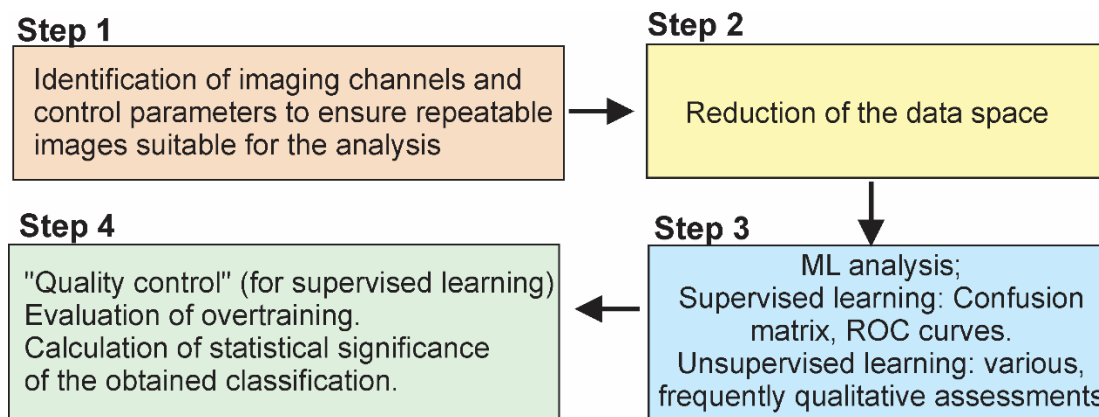 Step 1
Identification of imaging channels and
control parameters to ensure repeatable
images suitable for the analysis
Step 2
Reduction of the data space
Step 3
ML analysis;
Supervised learning: Confusion
matrix, ROC curves.
Unsupervised learning: various,
frequently qualitative assessments
Step 4
"Quality control" (for supervised learning)
Evaluation of overtraining.
Calculation of statistical significance
of the obtained classification.